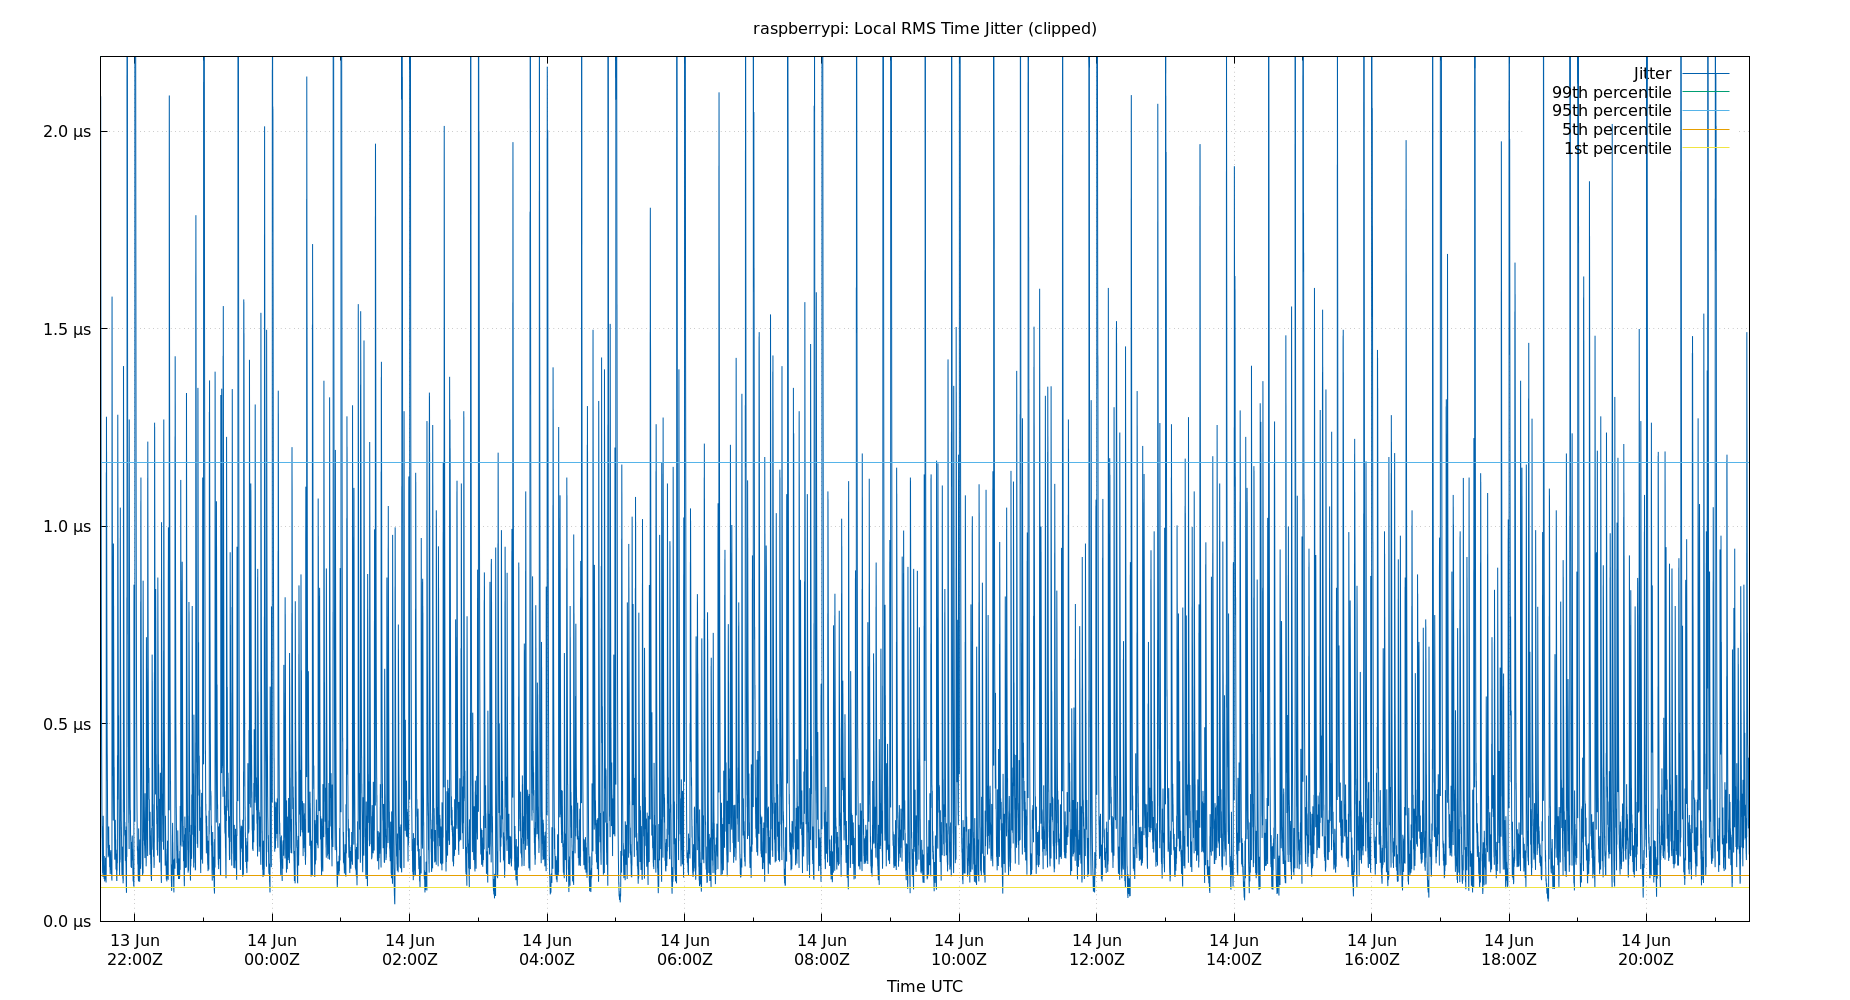 raspberrypi: Local RMS Time Jitter (clipped)
Jitter
99th percentile
95th percentile
5th percentile
1st percentile
2.0 µs
1.5 µs
1.0 µs
0.5 µs
0.0 µs
13 Jun 14 Jun 14 Jun 14 Jun 14 Jun 14 Jun 14 Jun 14 Jun 14 Jun 14 Jun 14 Jun 14 Jun
22:00Z 00:00Z 02:00Z 04:00Z 06:00Z 08:00Z 10:00Z 12:00Z 14:00Z 16:00Z 18:00Z 20:00Z
Time UTC